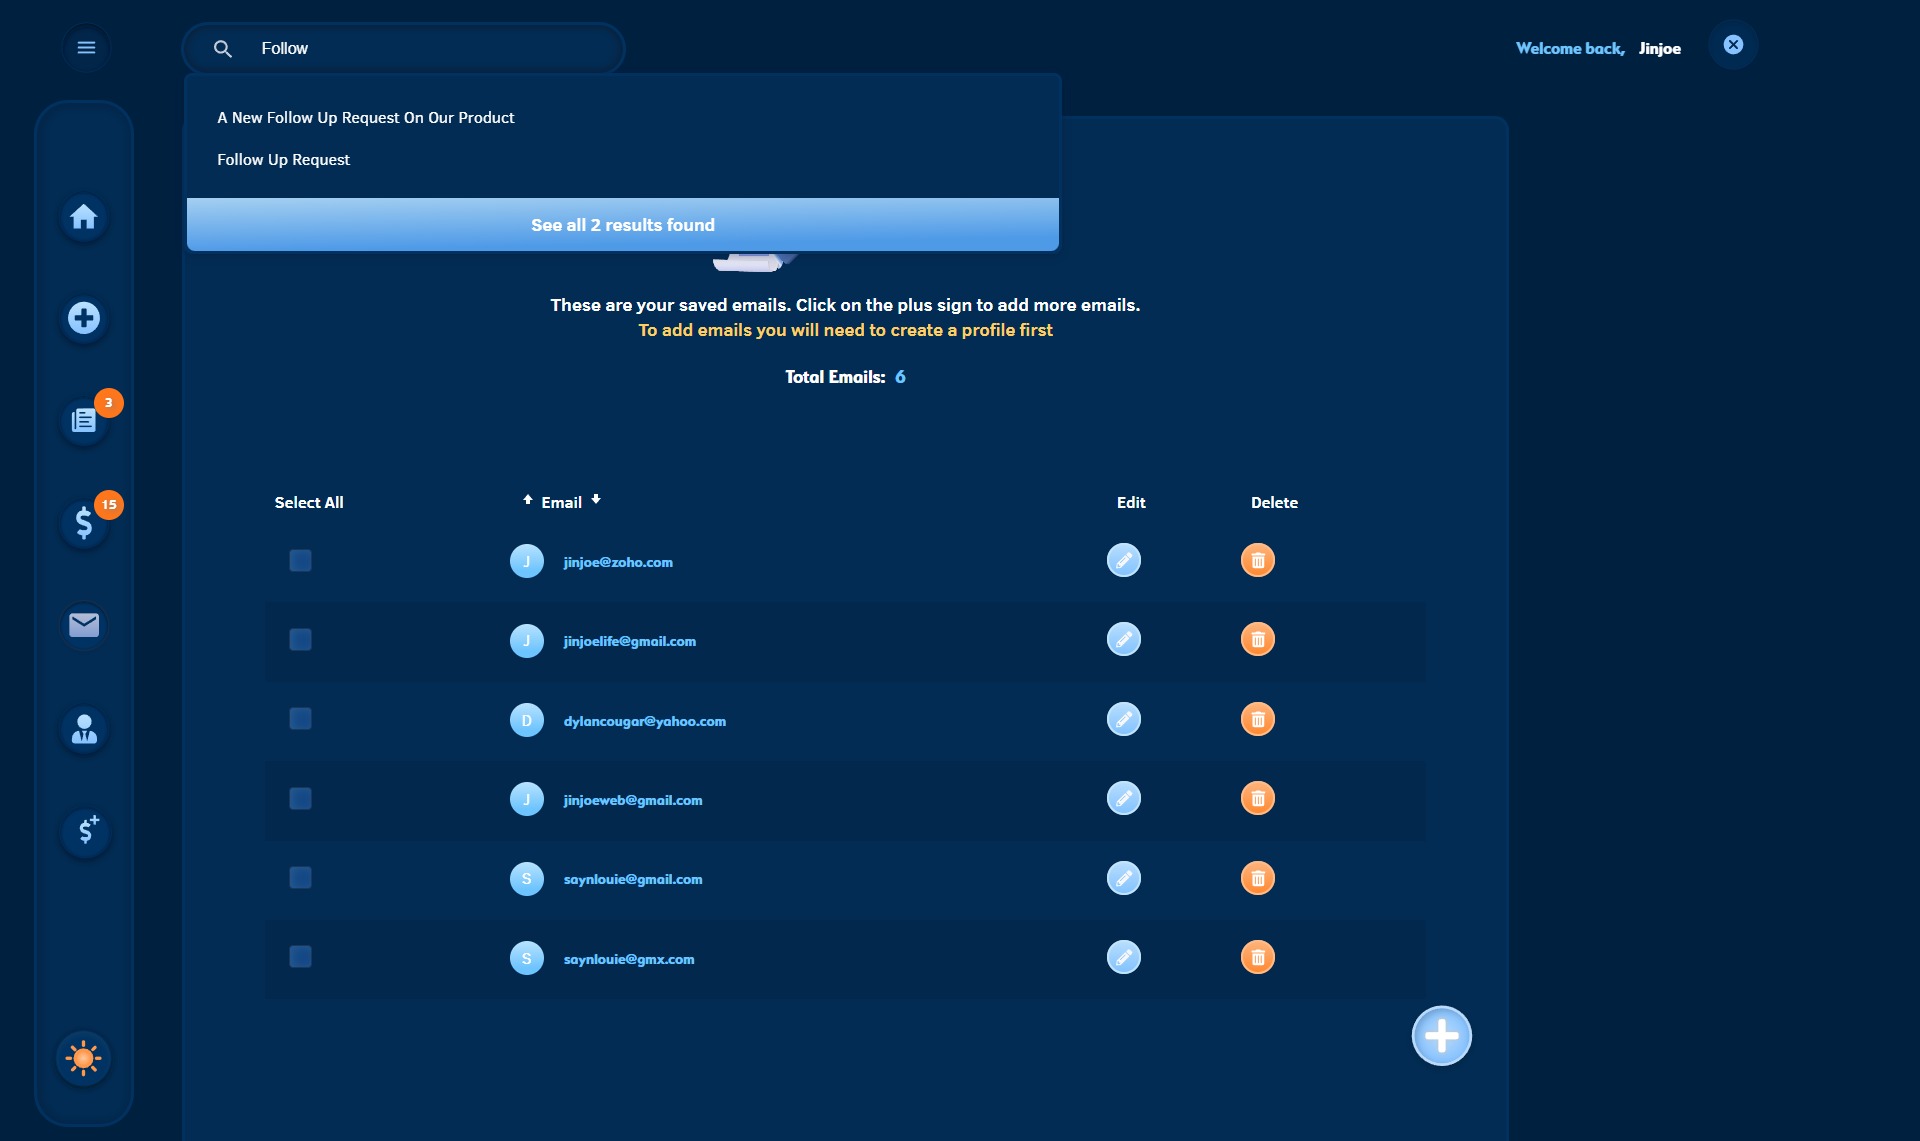 Follow
Welcome back, Jinjoe
A New Follow Up Request On Our Product
Follow Up Request
See all 2 results found
These are your saved emails. Click on the plus sign to add more emails.
To add emails you will need to create a profile first
Total Emails: 6
3
15
Select All Email Edit Delete
J jinjoe@zoho.com
J jinjoelife@gmail.com
D dylancougar@yahoo.com
J jinjoeweb@gmail.com
S saynlouie@gmail.com
S saynlouie@gmx.com